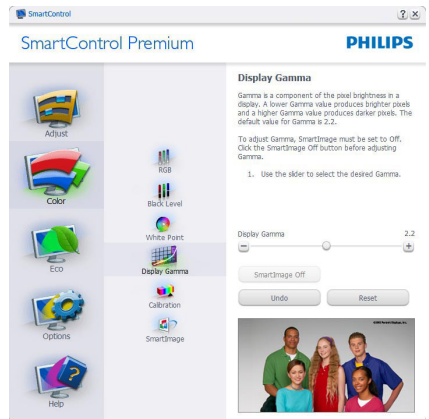 SmartControl
SmartControl Premium
PHILIPS
Adjust
Color
Eco
Options
Help
RGB
Black Level
White Point
Display Gamma
Calibration
SmartImage
Display Gamma
Gamma is a component of the pixel brightness in a
display. A lower Gamma value produces brighter pixels
and a higher Gamma value produces darker pixels. The
default value for Gamma is 2.2.
To adjust Gamma, SmartImage must be set to Off.
Click the SmartImage Off button before adjusting
Gamma.
1. Use the slider to select the desired Gamma.
Display Gamma 2.2
SmartImage Off
Undo Reset